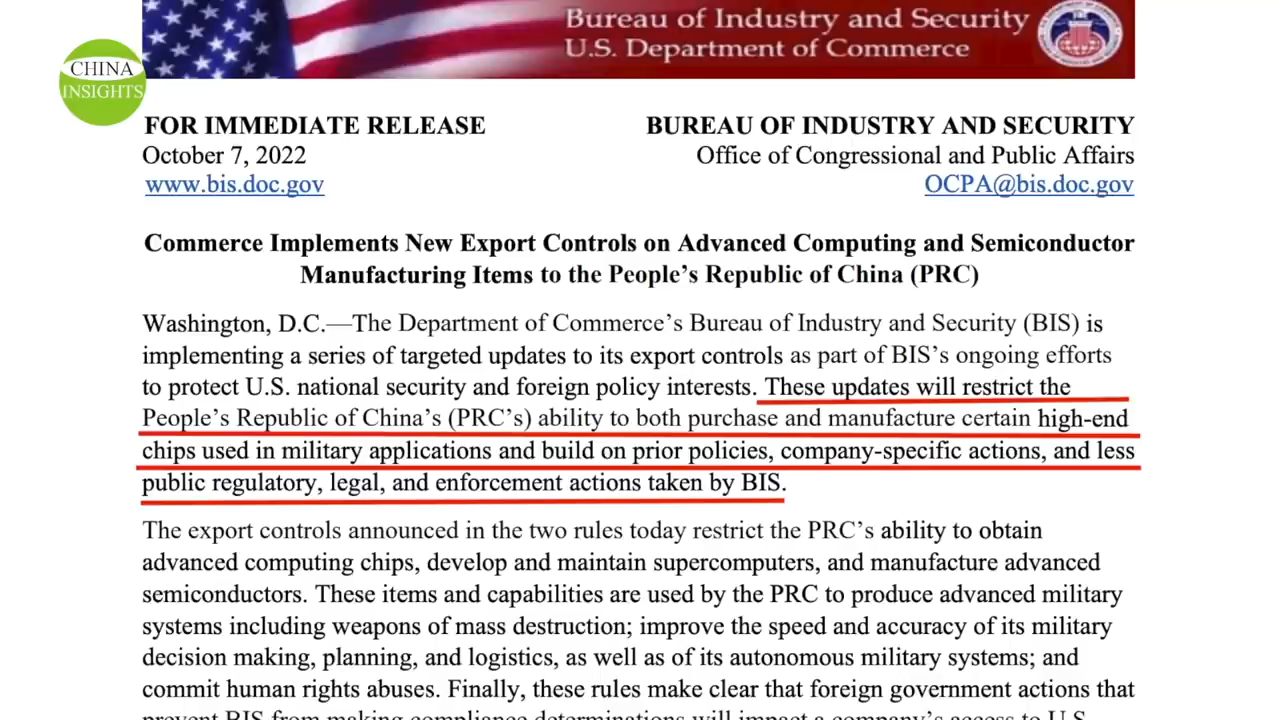 Bureau of Industry and Security
U.S. Department of Commerce
CHINA
INSIGHTS
FOR IMMEDIATE RELEASE
BUREAU OF INDUSTRY AND SECURITY
October 7, 2022
Office of Congressional and Public Affairs
www.bis.doc.gov
OCPA@bis.doc.gov
Commerce Implements New Export Controls on Advanced Computing and Semiconductor
Manufacturing Items to the People’s Republic of China (PRC)
Washington, D.C.—The Department of Commerce’s Bureau of Industry and Security (BIS) is
implementing a series of targeted updates to its export controls as part of BIS’s ongoing efforts
to protect U.S. national security and foreign policy interests. These updates will restrict the
People’s Republic of China’s (PRC’s) ability to both purchase and manufacture certain high-end
chips used in military applications and build on prior policies, company-specific actions, and less
public regulatory, legal, and enforcement actions taken by BIS.
The export controls announced in the two rules today restrict the PRC’s ability to obtain
advanced computing chips, develop and maintain supercomputers, and manufacture advanced
semiconductors. These items and capabilities are used by the PRC to produce advanced military
systems including weapons of mass destruction; improve the speed and accuracy of its military
decision making, planning, and logistics, as well as of its autonomous military systems; and
commit human rights abuses. Finally, these rules make clear that foreign government actions that
prevent BIS from making compliance determinations will impact a company’s access to U.S.